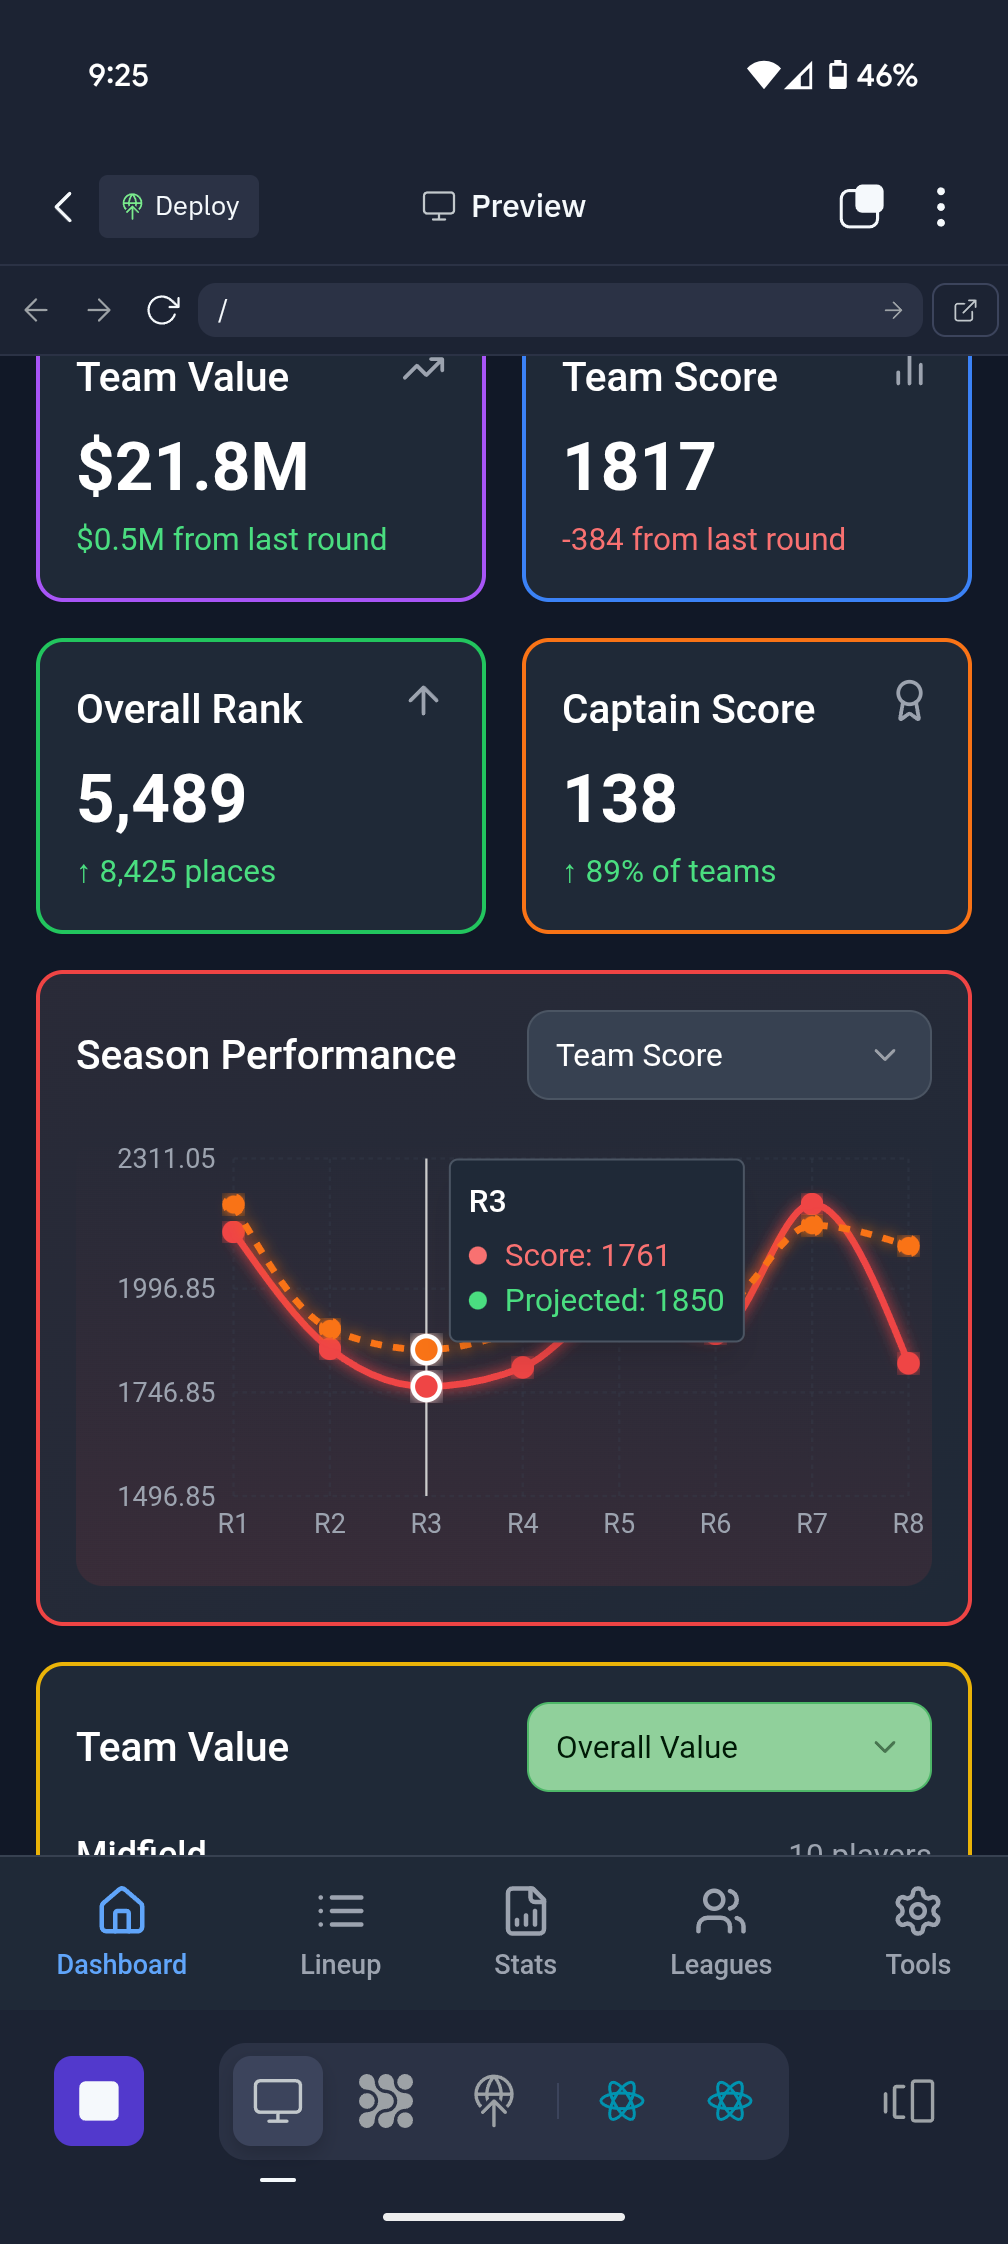 9:25
46%
Deploy
Preview
/
Team Value
Team Score
$21.8M
1817
$0.5M from last round
-384 from last round
Overall Rank
Captain Score
5,489
138
↑ 8,425 places
↑ 89% of teams
Season Performance
Team Score
2311.05
1996.85
1746.85
1496.85
R3
Score: 1761
Projected: 1850
R1 R2 R3 R4 R5 R6 R7 R8
Team Value
Overall Value
Midfield
10 players
Dashboard
Lineup
Stats
Leagues
Tools